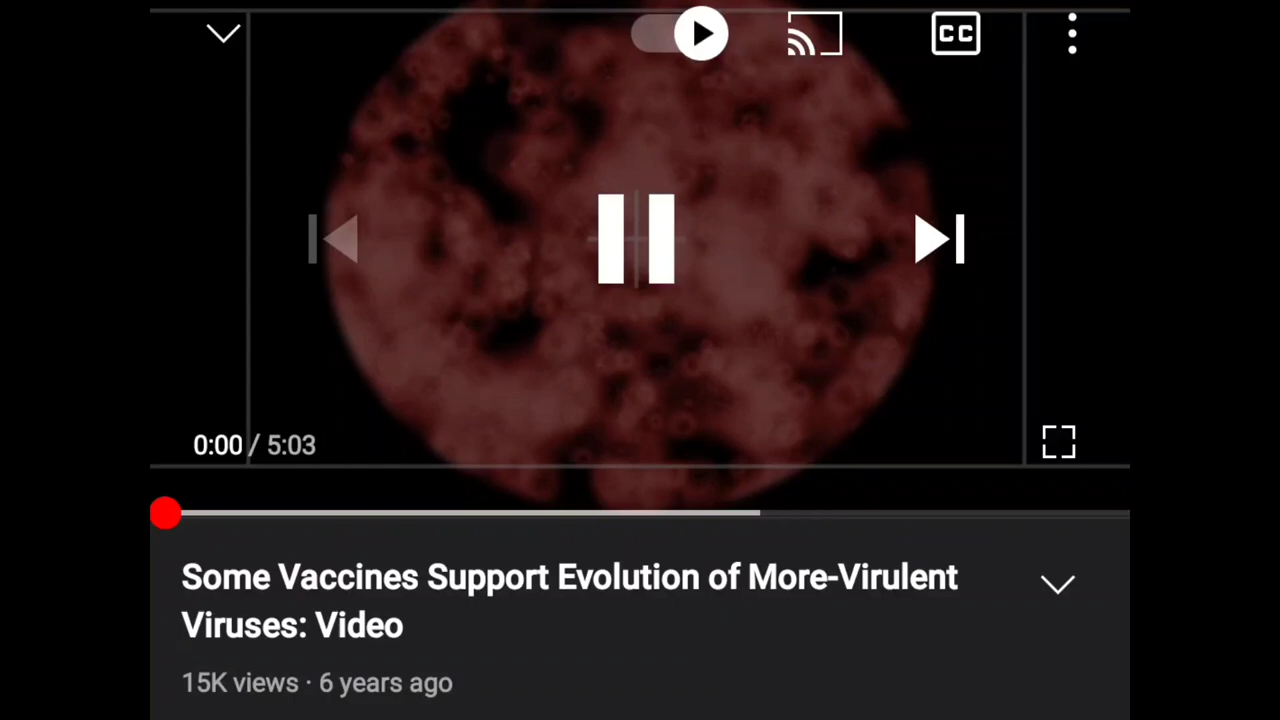 CC
0:00 / 5:03
Some Vaccines Support Evolution of More-Virulent
Viruses: Video
15K views · 6 years ago